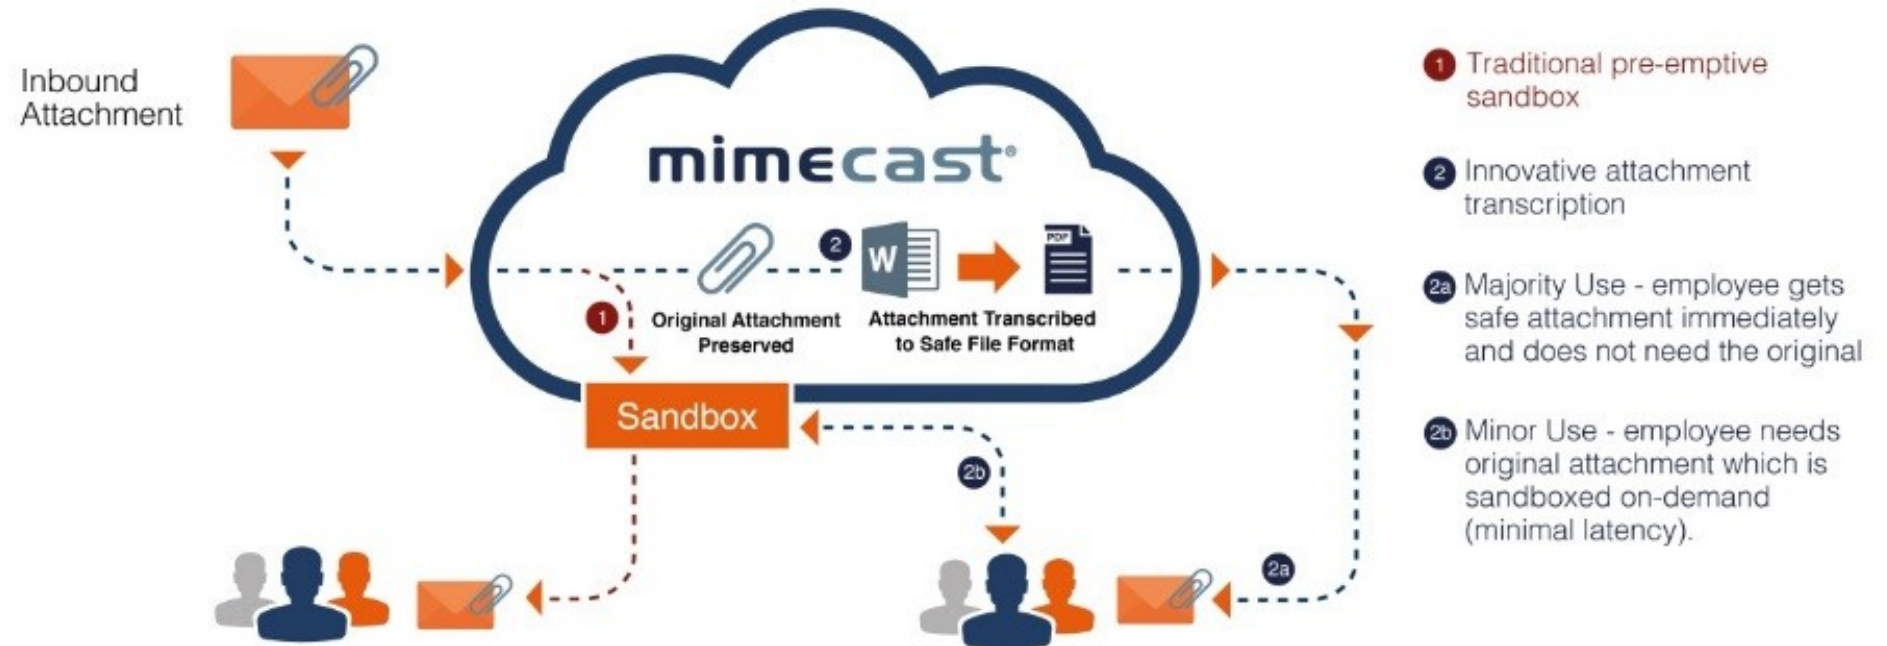 Inbound
Attachment
mimecast®
2
W
PDF
1
Original Attachment
Preserved
Attachment Transcribed
to Safe File Format
Sandbox
2b
2a
1 Traditional pre-emptive
sandbox
2 Innovative attachment
transcription
2a Majority Use - employee gets
safe attachment immediately
and does not need the original
2b Minor Use - employee needs
original attachment which is
sandboxed on-demand
(minimal latency).